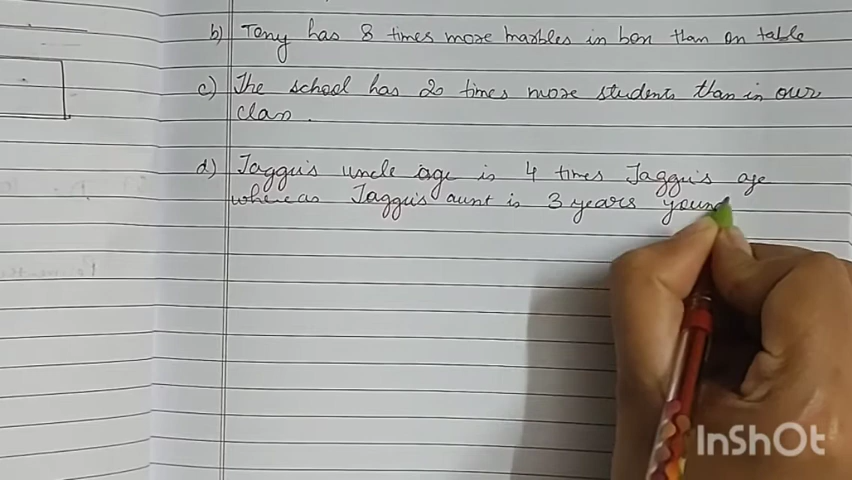 b) Tony has 8 times more marbles in box than on table
c) The school has 20 times more students than in our
class.
d) Jaggu's uncle age is 4 times Jaggu's age
whereas Jaggu's aunt is 3 years young
InShOt